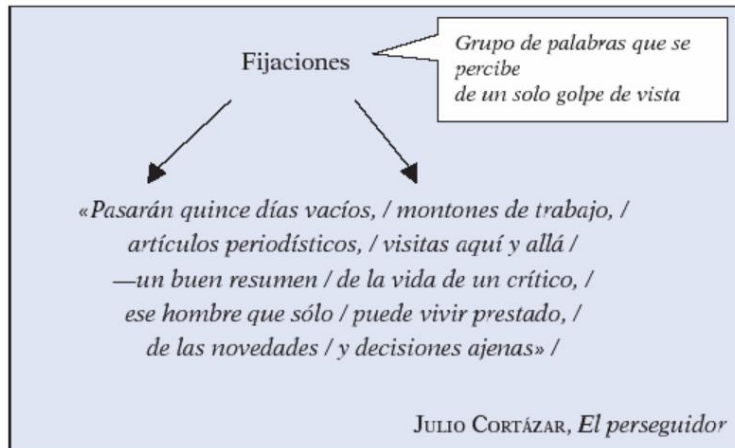 Fijaciones
Grupo de palabras que se
percibe
de un solo golpe de vista
«Pasarán quince días vacíos, / montones de trabajo, /
artículos periodísticos, / visitas aquí y allá /
—un buen resumen / de la vida de un crítico, /
ese hombre que sólo / puede vivir prestado, /
de las novedades / y decisiones ajenas» /
JULIO CORTÁZAR, El perseguidor